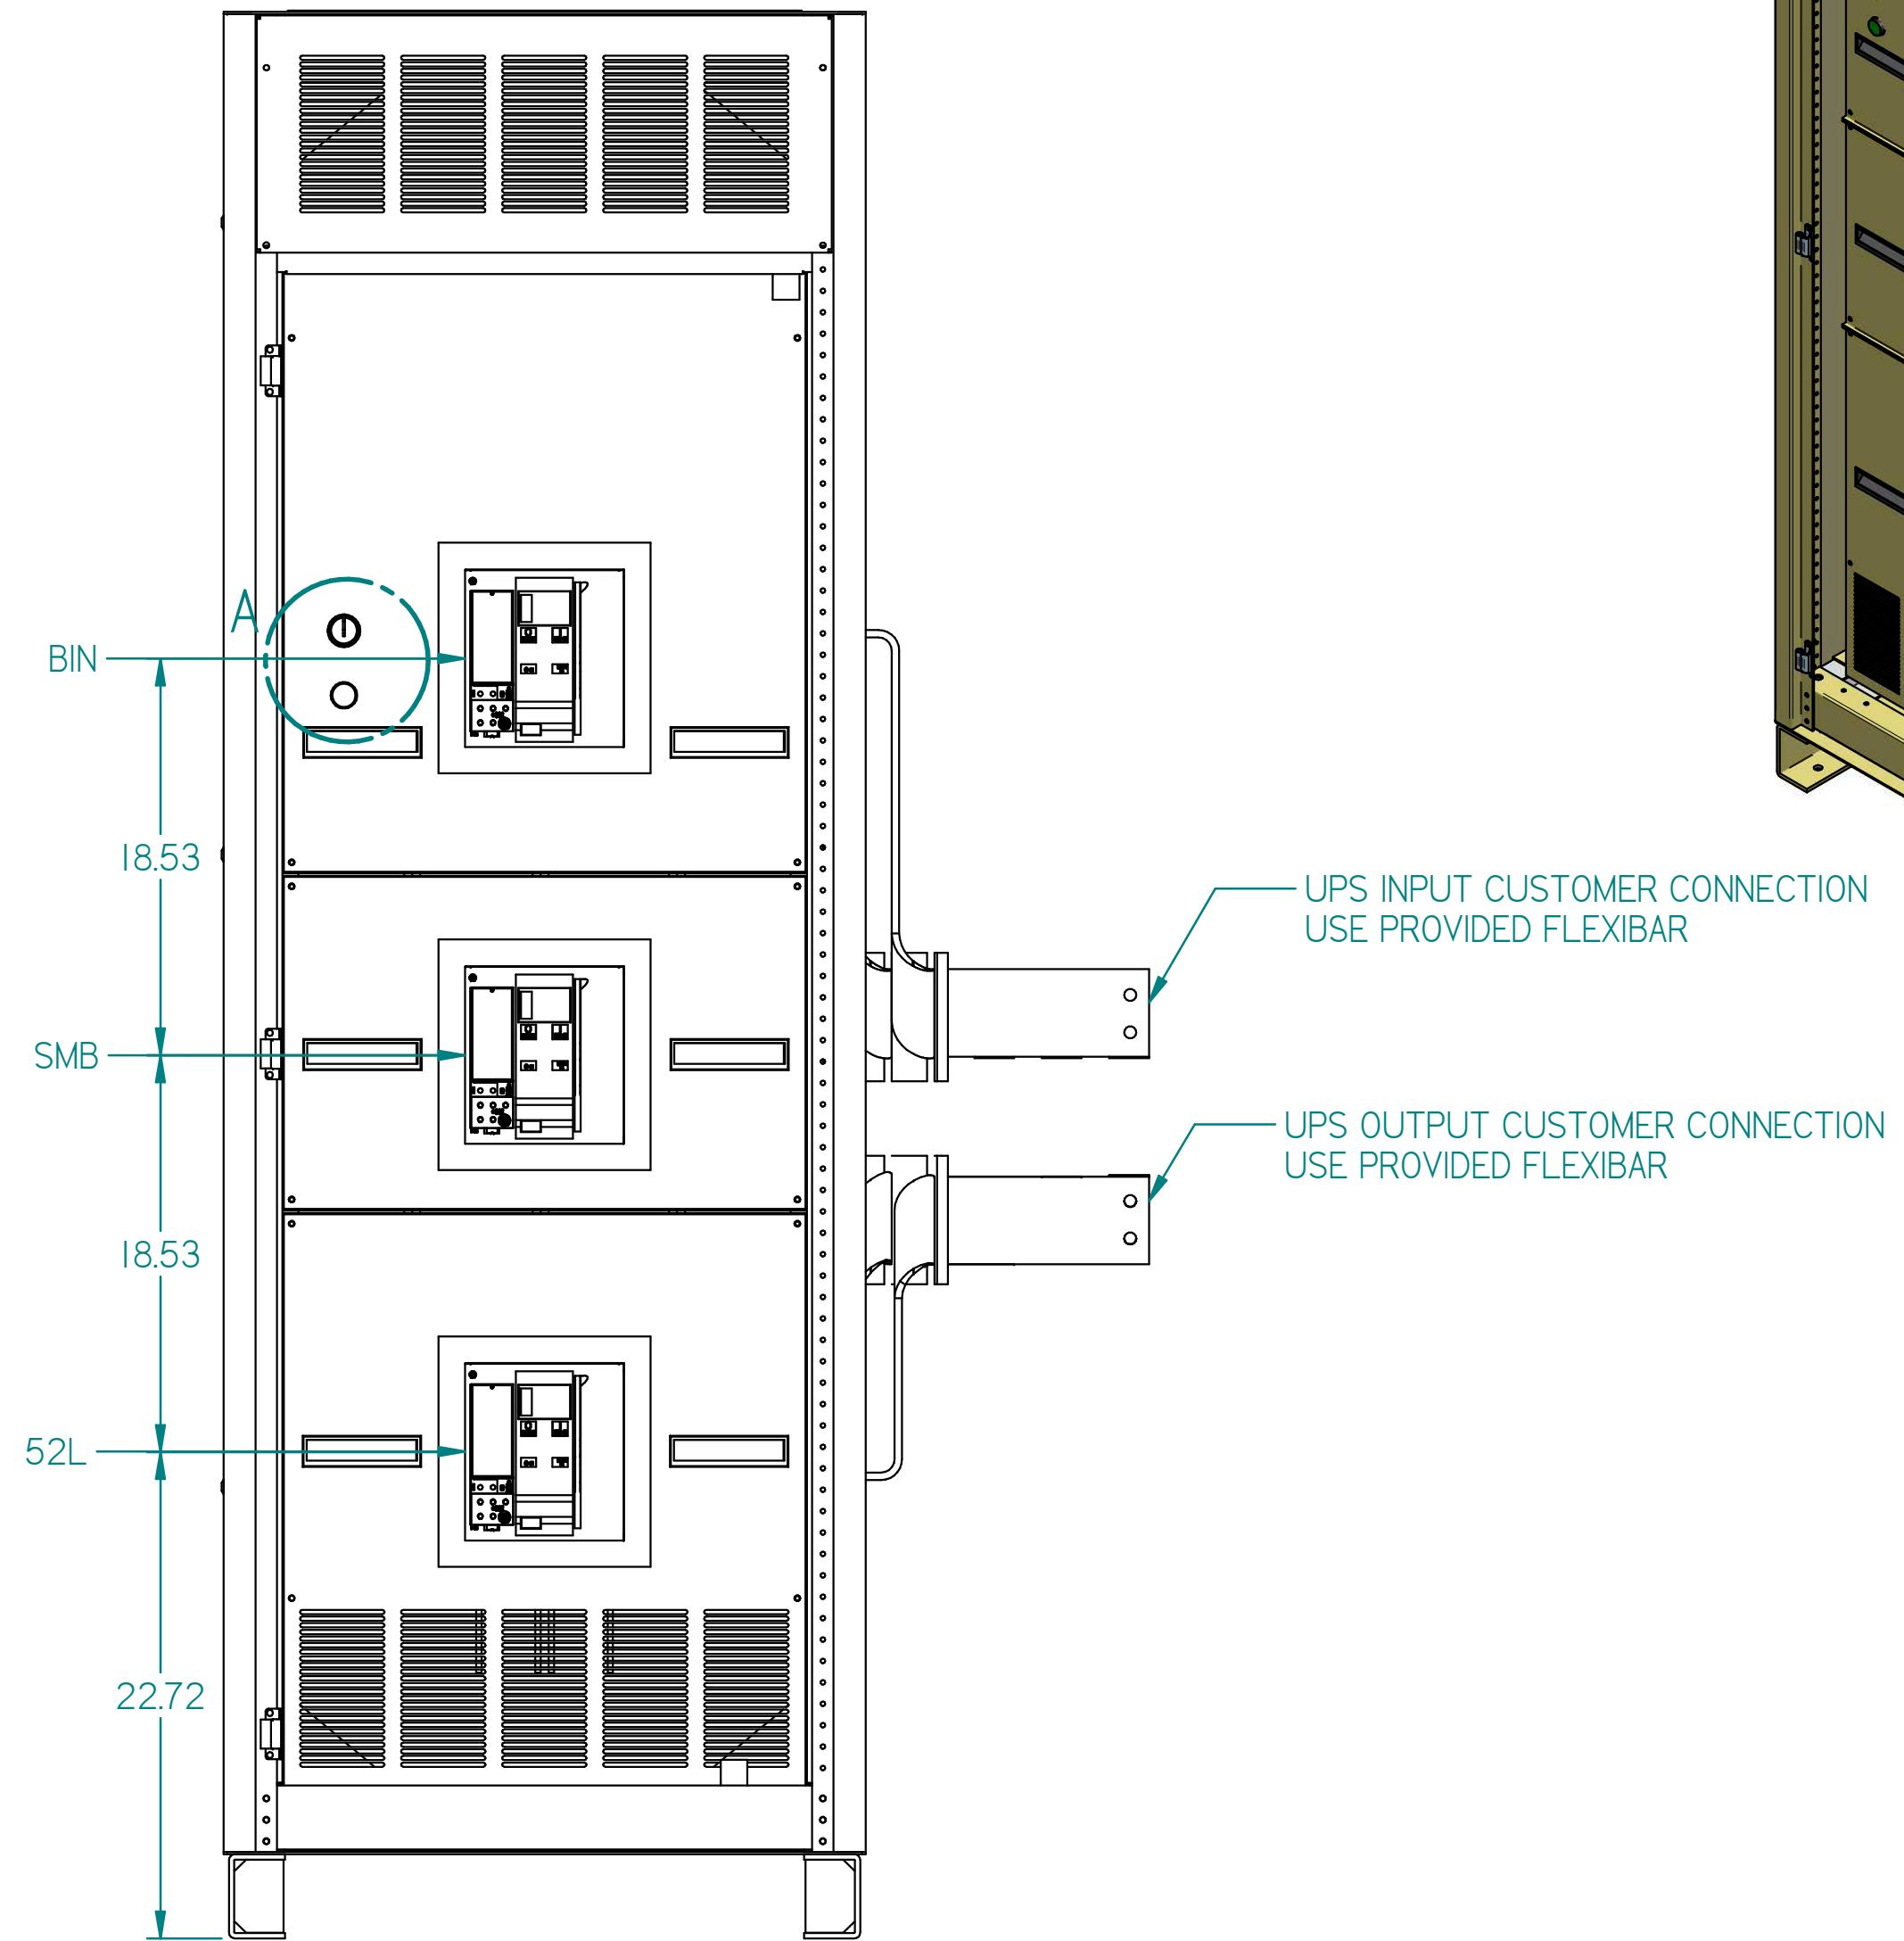 A
BIN
18.53
UPS INPUT CUSTOMER CONNECTION
USE PROVIDED FLEXIBAR
SMB
UPS OUTPUT CUSTOMER CONNECTION
USE PROVIDED FLEXIBAR
18.53
52L
22.72